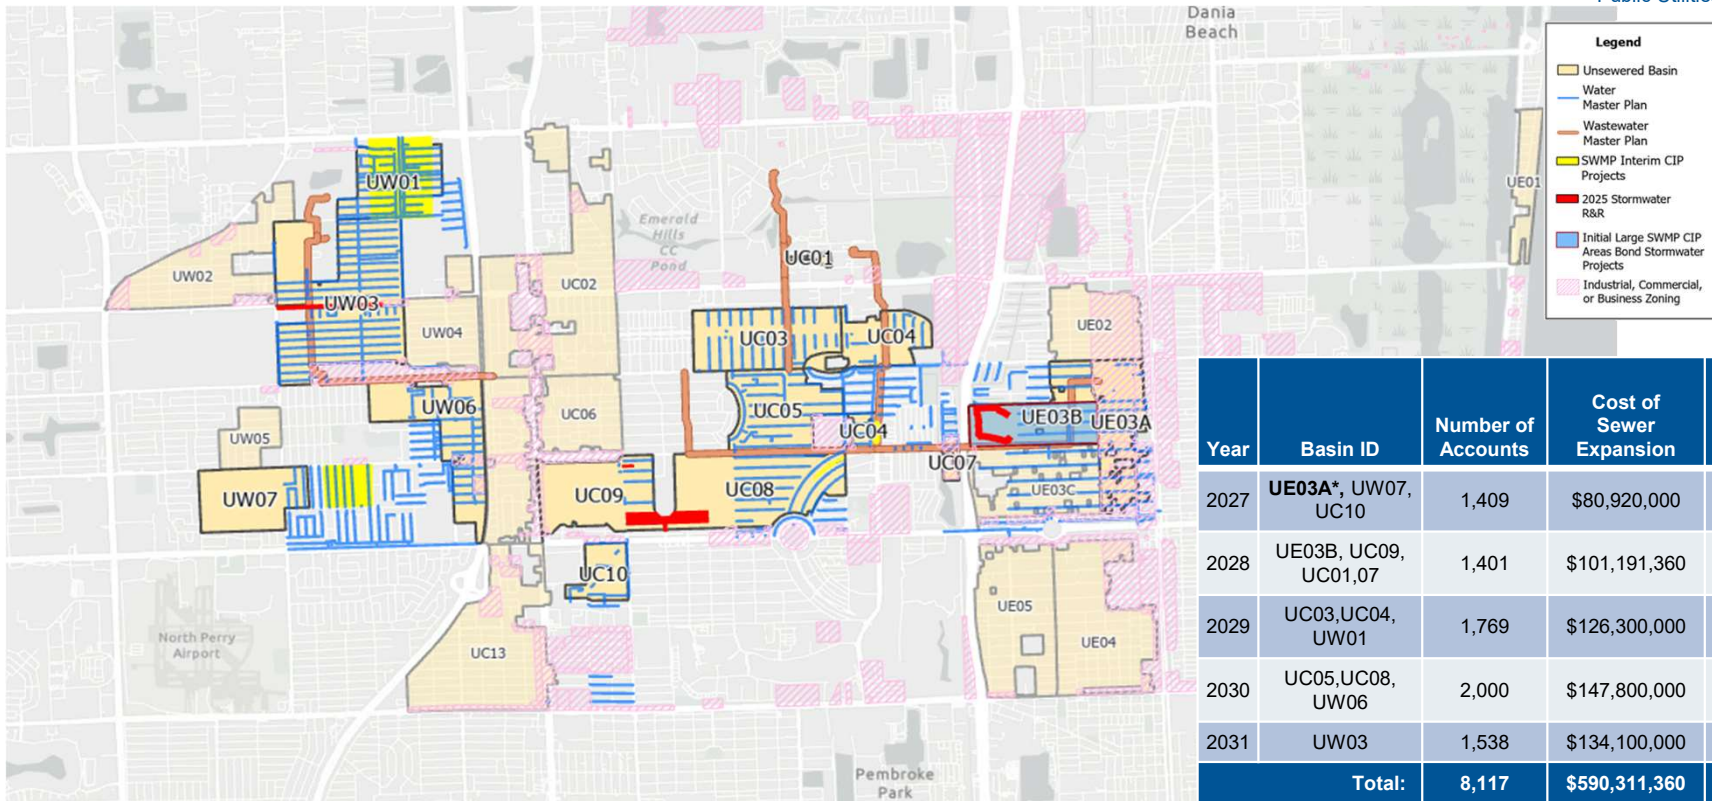 Dania
Beach
Legend
Unsewered Basin
Water
Master Plan
Wastewater
Master Plan
SWMP Interim CIP
Projects
2025 Stormwater
R&R
Initial Large SWMP CIP
Areas Bond Stormwater
Projects
Industrial, Commercial,
or Business Zoning
UW01
UE01
Emerald
Hills
CC
Pond
UC01
UW02
UC02
UW03
UW04
UC03
UC04
UE02
UW06
UC06
UC05
UC04
UE03B
UE03A
UW05
UC07
UW07
UC09
UC08
UE03C
UC10
UE05
North Perry
Airport
UC13
UE04
Pembroke
Park
Year
Basin ID
Number of
Accounts
Cost of
Sewer
Expansion
2027
UE03A*, UW07,
UC10
1,409
$80,920,000
2028
UE03B, UC09,
UC01,07
1,401
$101,191,360
2029
UC03,UC04,
UW01
1,769
$126,300,000
2030
UC05,UC08,
UW06
2,000
$147,800,000
2031
UW03
1,538
$134,100,000
Total:
8,117
$590,311,360